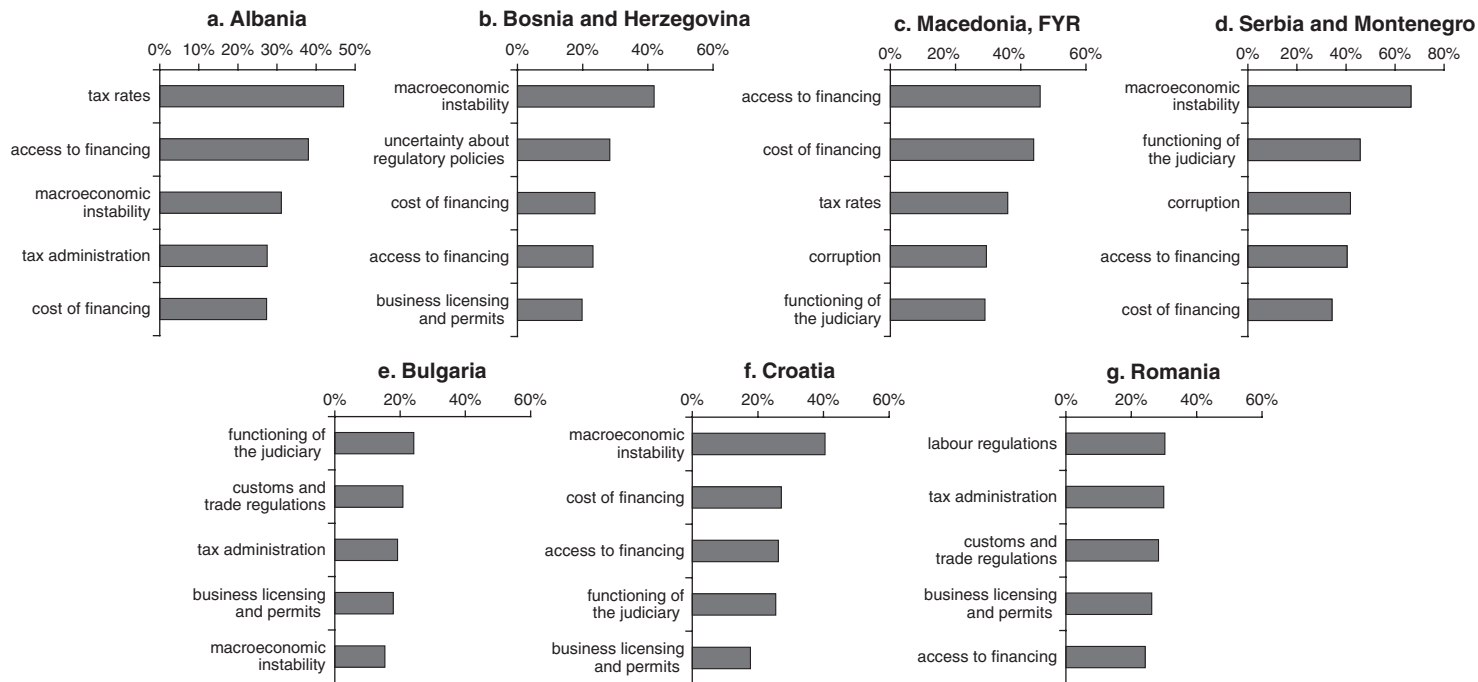 a. Albania
0% 10% 20% 30% 40% 50%
tax rates
access to financing
macroeconomic
instability
tax administration
cost of financing
b. Bosnia and Herzegovina
0% 20% 40% 60%
macroeconomic
instability
uncertainty about
regulatory policies
cost of financing
access to financing
business licensing
and permits
c. Macedonia, FYR
0% 20% 40% 60%
access to financing
cost of financing
tax rates
corruption
functioning of
the judiciary
d. Serbia and Montenegro
0% 20% 40% 60% 80%
macroeconomic
instability
functioning of
the judiciary
corruption
access to financing
cost of financing
e. Bulgaria
0% 20% 40% 60%
functioning of
the judiciary
customs and
trade regulations
tax administration
business licensing
and permits
macroeconomic
instability
f. Croatia
0% 20% 40% 60%
macroeconomic
instability
cost of financing
access to financing
functioning of
the judiciary
business licensing
and permits
g. Romania
0% 20% 40% 60%
labour regulations
tax administration
customs and
trade regulations
business licensing
and permits
access to financing